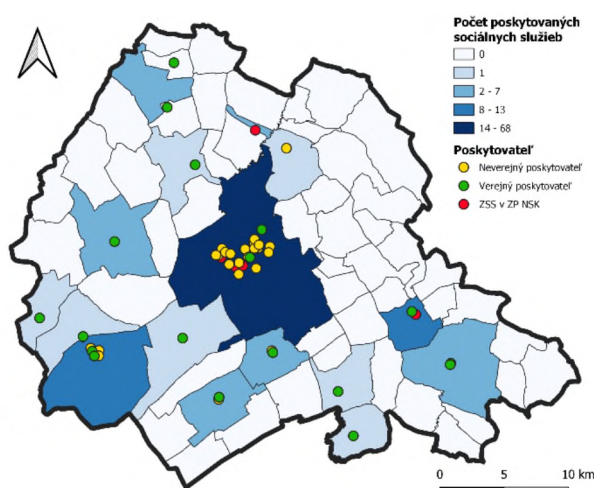 Počet poskytovaných
sociálnych služieb
0
1
2 - 7
8 - 13
14 - 68
Poskytovateľ
Neverejný poskytovateľ
Verejný poskytovateľ
ZSS v ZP NSK
0 5 10 km